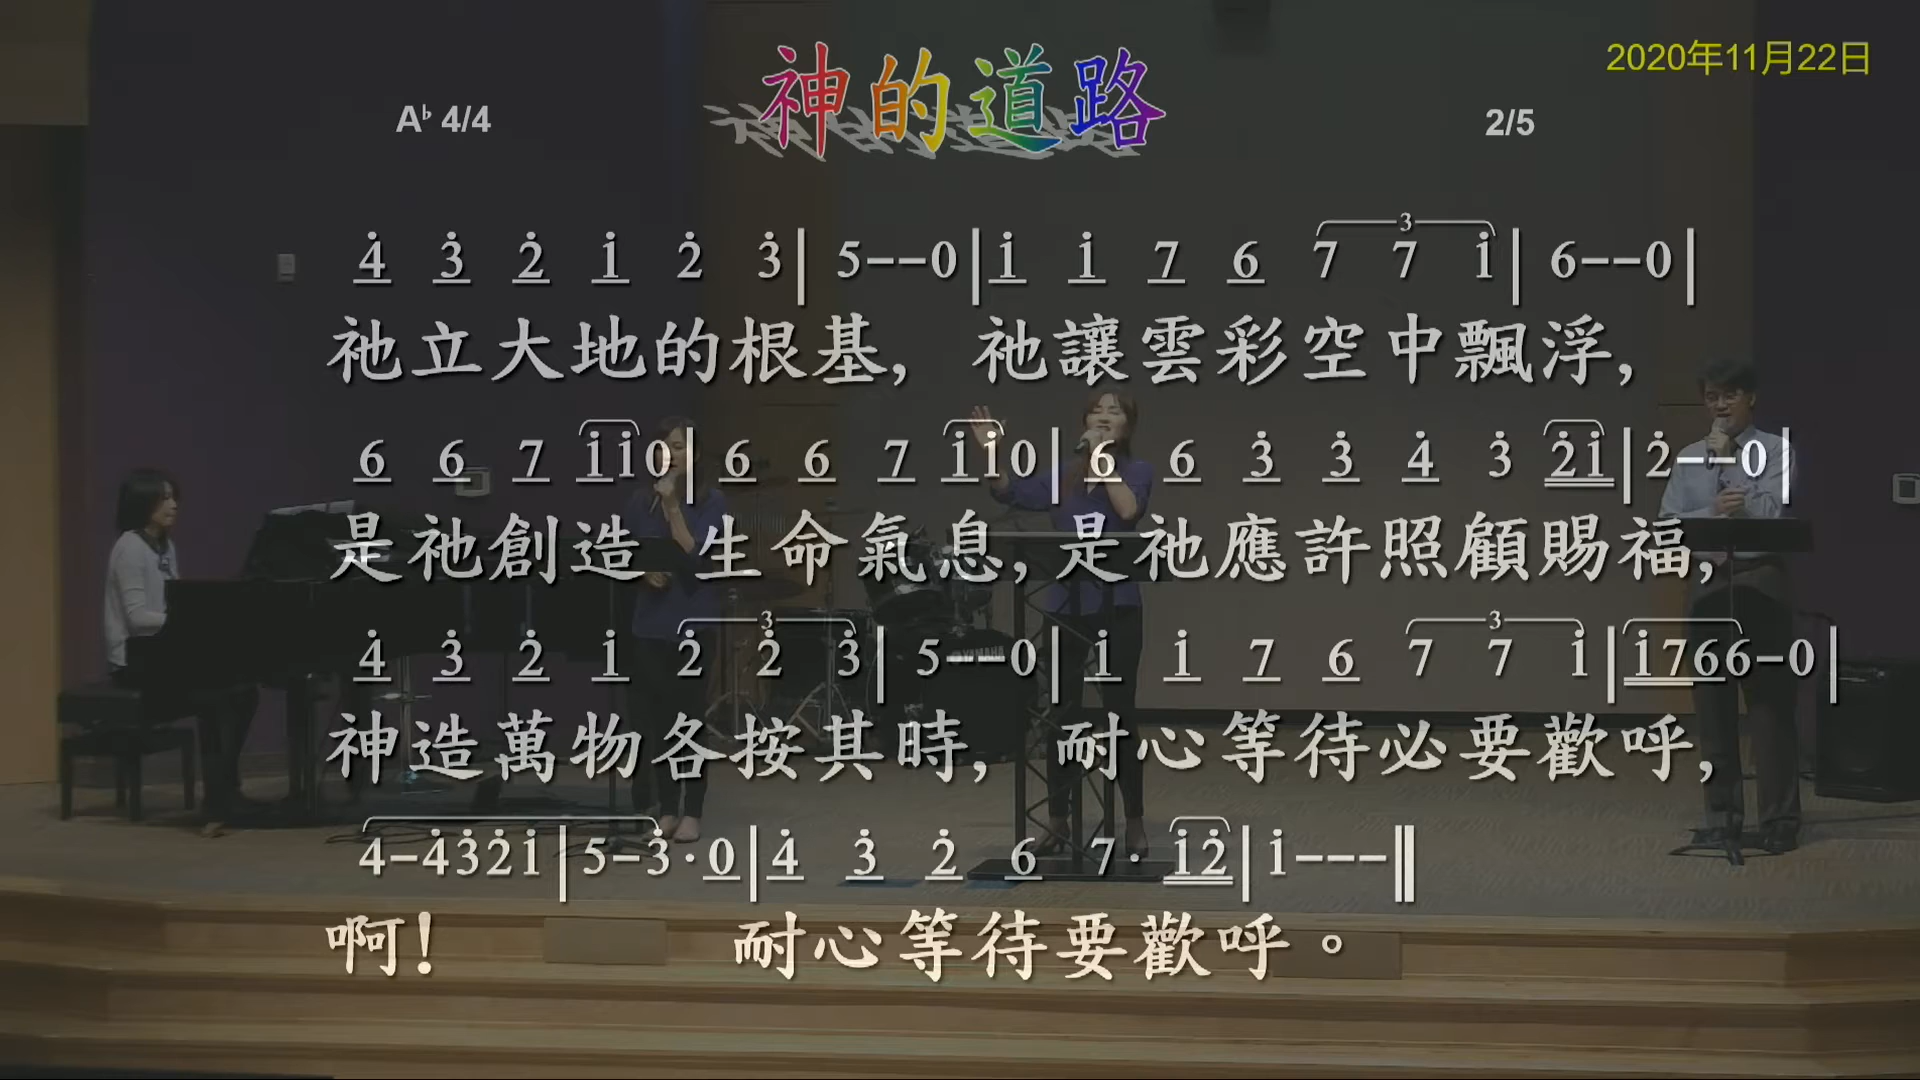 2020年11月22日
神的道路
A♭ 4/4
2/5
4̇ 3̇ 2̇ 1̇ 2̇ 3̇ | 5--0 | 1̇ 1̇ 7 6 7 7 1̇ | 6--0 |
3
祂立大地的根基, 祂讓雲彩空中飄浮,
6 6 7 1̇1̇0 | 6 6 7 1̇1̇0 | 6 6 3̇ 3̇ 4̇ 3̇ 2̇1̇ | 2̇--0 |
是祂創造 生命氣息, 是祂應許照顧賜福,
3 3
4̇ 3̇ 2̇ 1̇ 2̇ 2̇ 3̇ | 5--0 | 1̇ 1̇ 7 6 7 7 1̇ | 1̇766-0 |
YAMAHA
神造萬物各按其時, 耐心等待必要歡呼,
4-4̇3̇2̇1̇ | 5-3̇·0 | 4̇ 3̇ 2̇ 6 7· 1̇2̇ | 1̇---‖
啊! 耐心等待要歡呼。